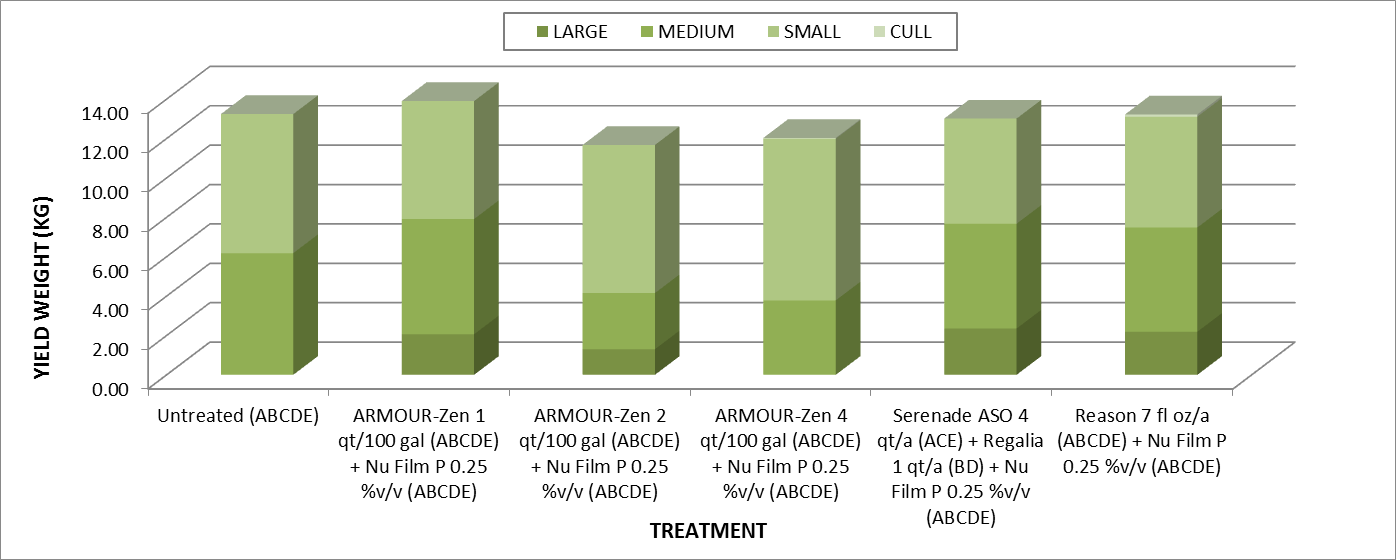 LARGE MEDIUM SMALL CULL
YIELD WEIGHT (KG)
14.00
12.00
10.00
8.00
6.00
4.00
2.00
0.00
Untreated (ABCDE)
ARMOUR-Zen 1
qt/100 gal (ABCDE)
+ Nu Film P 0.25
%v/v (ABCDE)
ARMOUR-Zen 2
qt/100 gal (ABCDE)
+ Nu Film P 0.25
%v/v (ABCDE)
ARMOUR-Zen 4
qt/100 gal (ABCDE)
+ Nu Film P 0.25
%v/v (ABCDE)
Serenade ASO 4
qt/a (ACE) + Regalia
1 qt/a (BD) + Nu
Film P 0.25 %v/v
(ABCDE)
Reason 7 fl oz/a
(ABCDE) + Nu Film P
0.25 %v/v (ABCDE)
TREATMENT